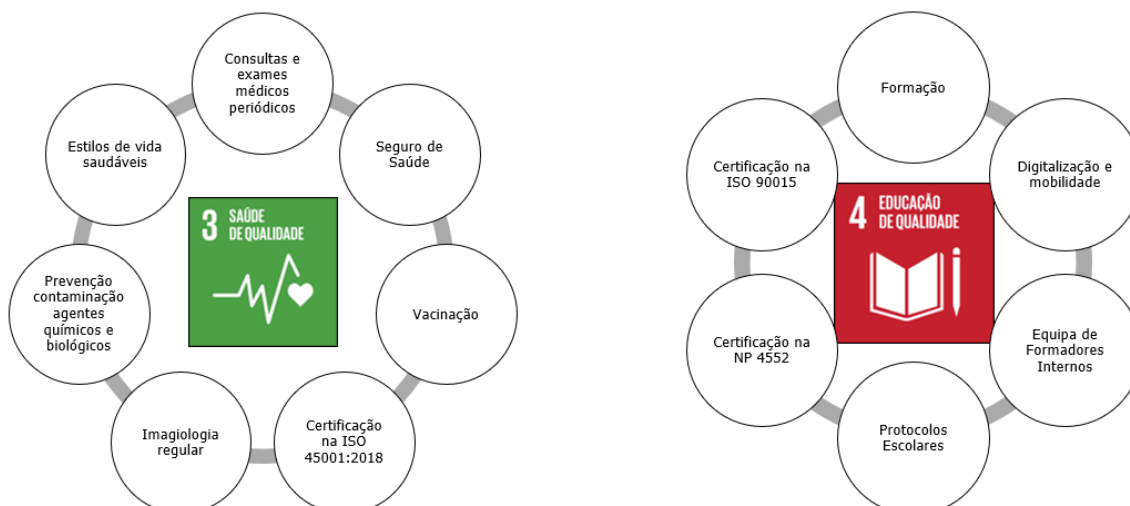 Consultas e
exames
médicos
periódicos
Seguro de
Saúde
Vacinação
Certificação
na ISO
45001:2018
Imagiologia
regular
Prevenção
contaminação
agentes
químicos e
biológicos
Estilos de vida
saudáveis
3 SAÚDE
DE QUALIDADE
Formação
Digitalização e
mobilidade
Equipa de
Formadores
Internos
Protocolos
Escolares
Certificação na
NP 4552
Certificação na
ISO 90015
4 EDUCAÇÃO
DE QUALIDADE